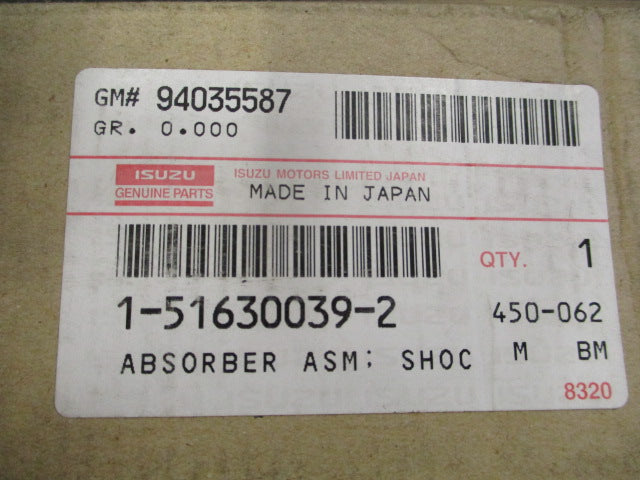 GM# 94035587
GR. 0.000
ISUZU
GENUINE PARTS
ISUZU MOTORS LIMITED JAPAN
MADE IN JAPAN
QTY. 1
1-51630039-2 450-062
ABSORBER ASM; SHOC M BM
8320